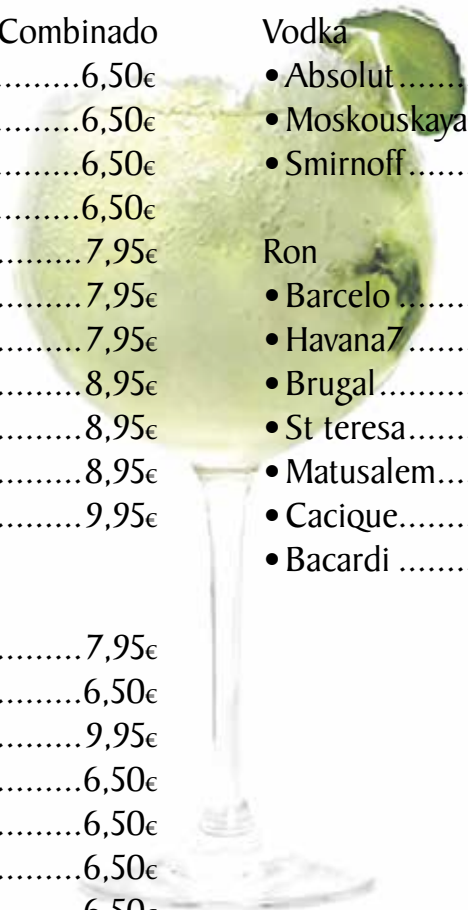 Combinado
.........6,50€
.........6,50€
.........6,50€
.........6,50€
.........7,95€
.........7,95€
.........7,95€
.........8,95€
.........8,95€
.........8,95€
.........9,95€
.........7,95€
.........6,50€
.........9,95€
.........6,50€
.........6,50€
.........6,50€
.........6,50€
Vodka
• Absolut.......
• Moskouskaya
• Smirnoff.......
Ron
• Barcelo .......
• Havana7.......
• Brugal..........
• St teresa.......
• Matusalem....
• Cacique........
• Bacardi ........